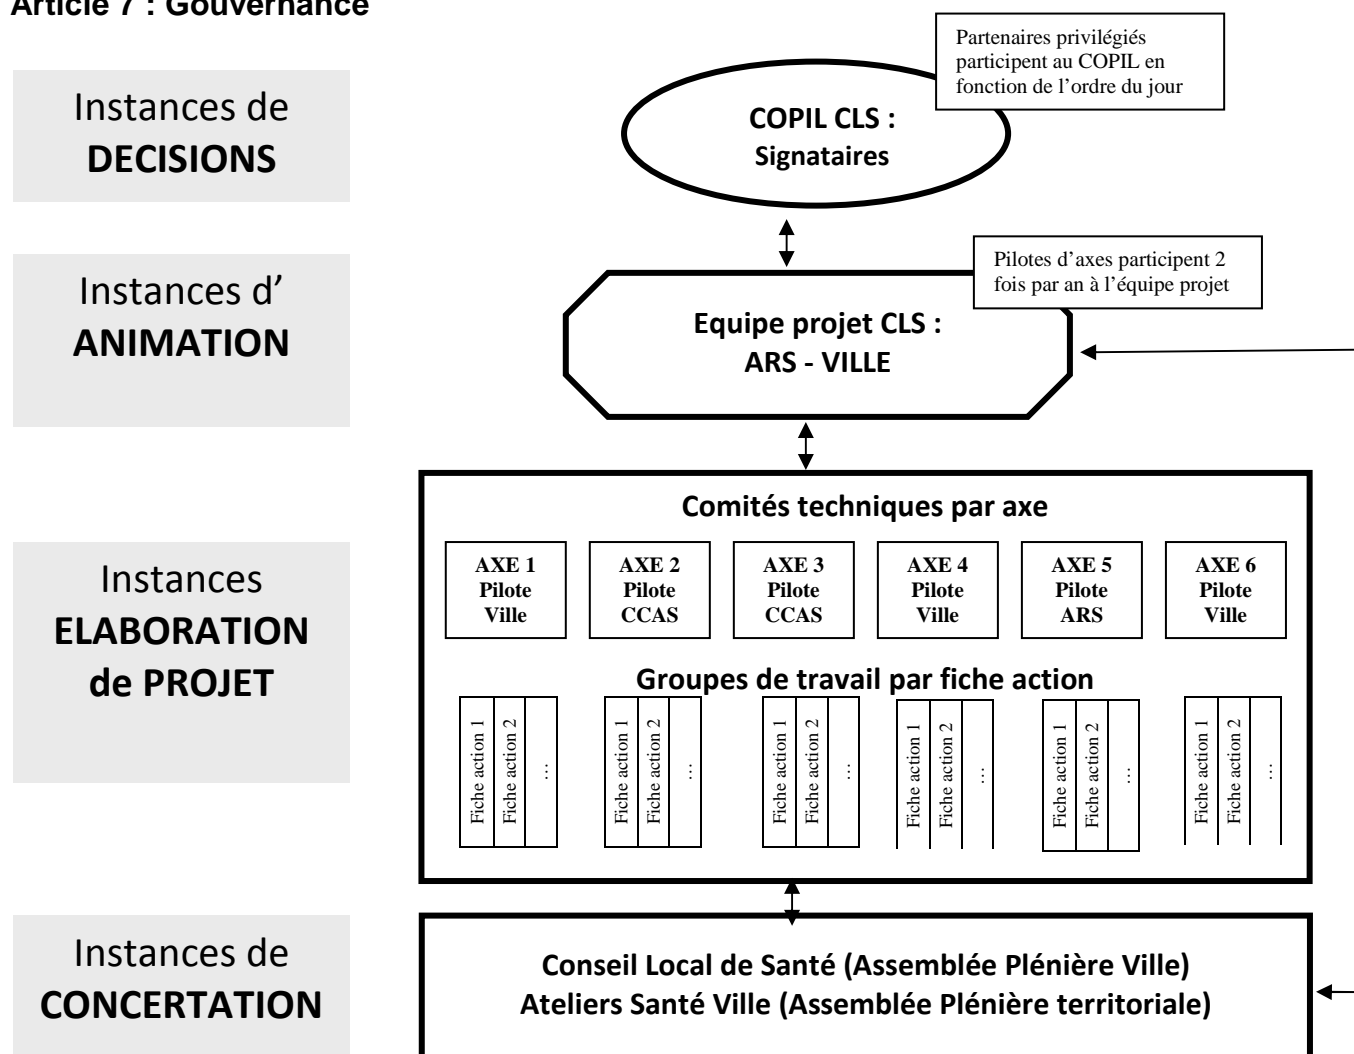 Article 7 : Gouvernance
Partenaires privilégiés
participent au COPIL en
fonction de l’ordre du jour
Instances de
DECISIONS
COPIL CLS :
Signataires
Pilotes d’axes participent 2
fois par an à l’équipe projet
Instances d’
ANIMATION
Equipe projet CLS :
ARS - VILLE
Instances
ELABORATION
de PROJET
Comités techniques par axe
AXE 1
Pilote
Ville
AXE 2
Pilote
CCAS
AXE 3
Pilote
CCAS
AXE 4
Pilote
Ville
AXE 5
Pilote
ARS
AXE 6
Pilote
Ville
Groupes de travail par fiche action
Fiche action 1
Fiche action 2
…
Fiche action 1
Fiche action 2
…
Fiche action 1
Fiche action 2
…
Fiche action 1
Fiche action 2
…
Fiche action 1
Fiche action 2
…
Fiche action 1
Fiche action 2
…
Instances de
CONCERTATION
Conseil Local de Santé (Assemblée Plénière Ville)
Ateliers Santé Ville (Assemblée Plénière territoriale)